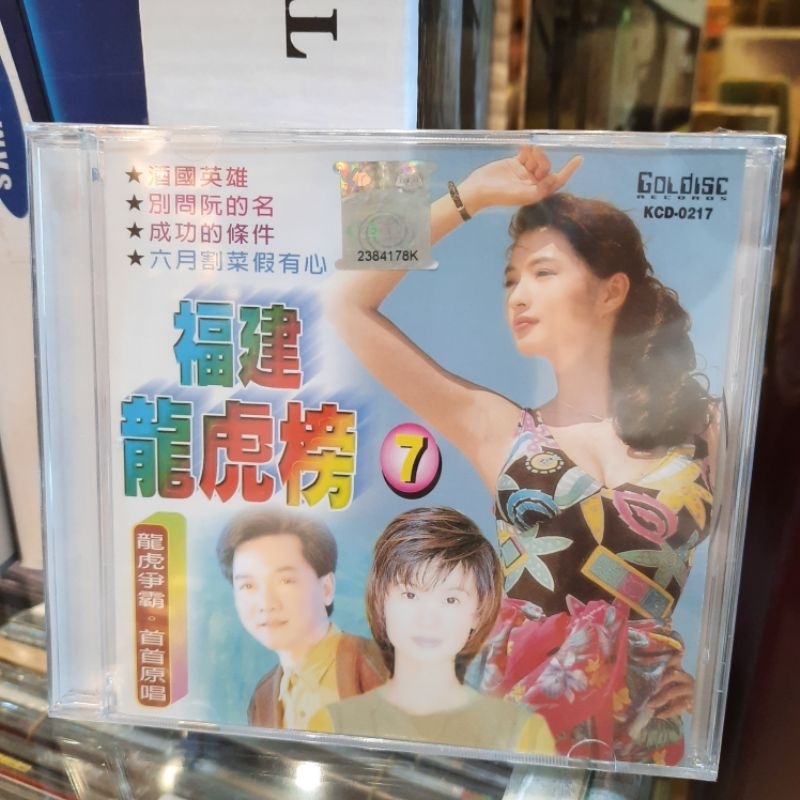 ★酒國英雄
★別問阮的名
★成功的條件
★六月割菜假有心
2384178K
GOLDISC
RECORDS
KCD-0217
福建
龍虎榜
7
龍虎爭霸。首首原唱